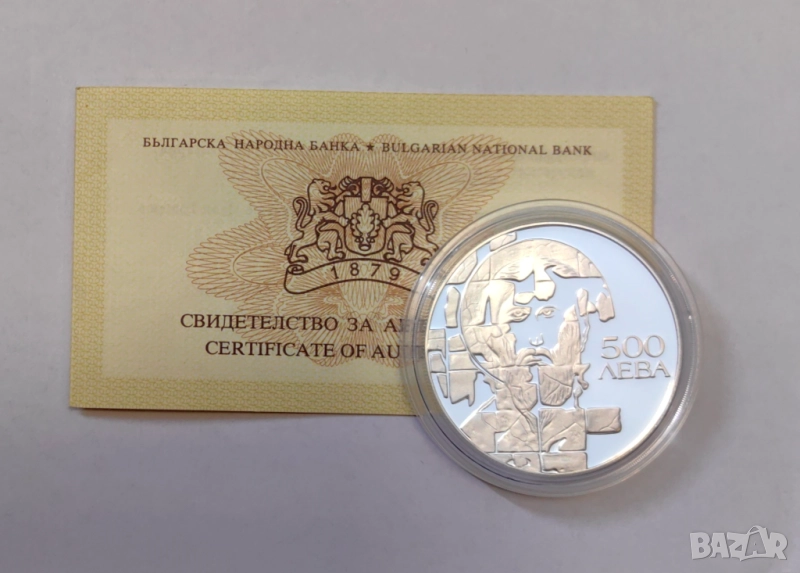 БЪЛГАРСКА НАРОДНА БАНКА ★ BULGARIAN NATIONAL BANK
1879
СВИДЕТЕЛСТВО ЗА
CERTIFICATE OF
500
ЛЕВА
BAZAR